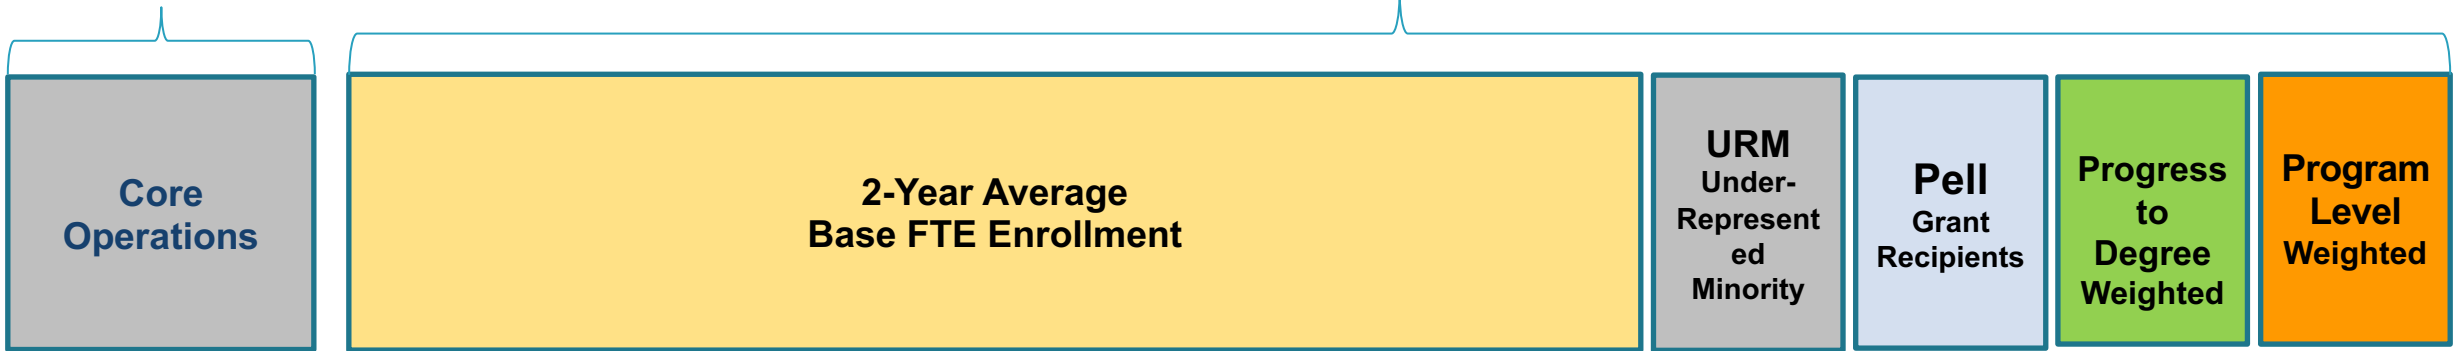 Core
Operations
2-Year Average
Base FTE Enrollment
URM
Under-
Represent
ed
Minority
Pell
Grant
Recipients
Progress
to
Degree
Weighted
Program
Level
Weighted